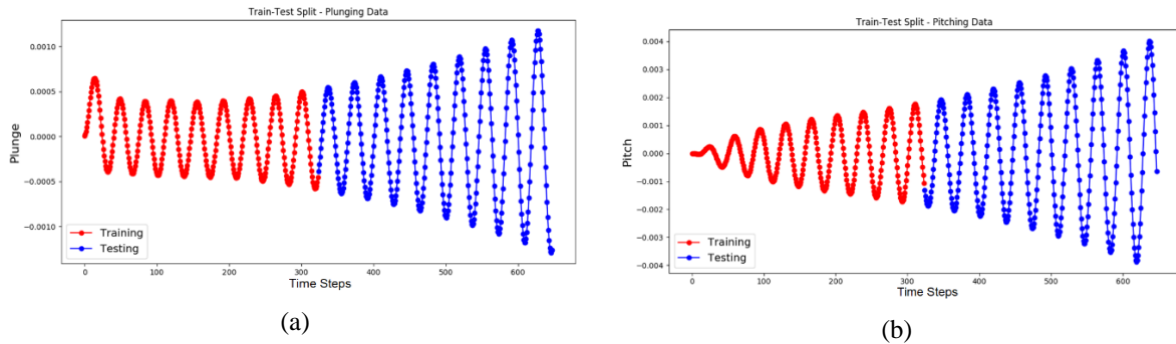 Train-Test Split - Plunging Data
0.0010
0.0005
0.0000
−0.0005
−0.0010
Plunge
Training
Testing
0 100 200 300 400 500 600
Time Steps
(a)
Train-Test Split - Pitching Data
0.004
0.003
0.002
0.001
0.000
−0.001
−0.002
−0.003
−0.004
Pitch
Training
Testing
0 100 200 300 400 500 600
Time Steps
(b)